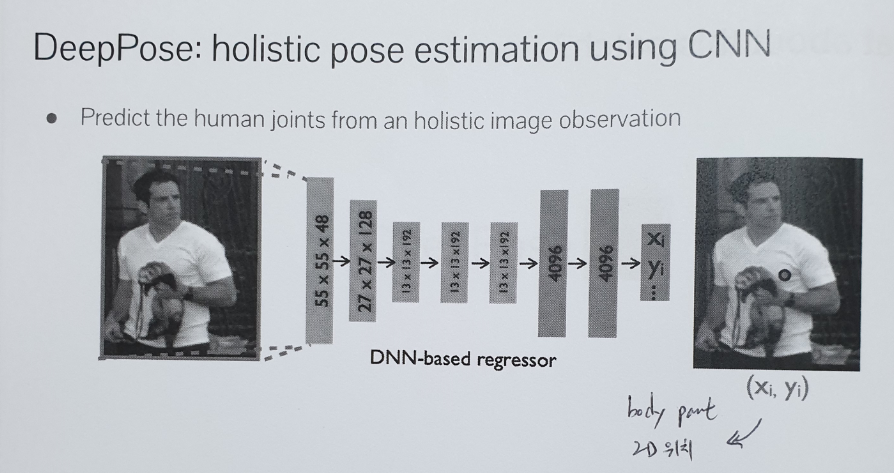 DeepPose: holistic pose estimation using CNN
● Predict the human joints from an holistic image observation
55 x 55 x 48
27 x 27 x 128
13 x 13 x 192
13 x 13 x192
13 x 13 x192
4096
4096
xi
yi
...
DNN-based regressor
(xi, yi)
body part
2D 위치